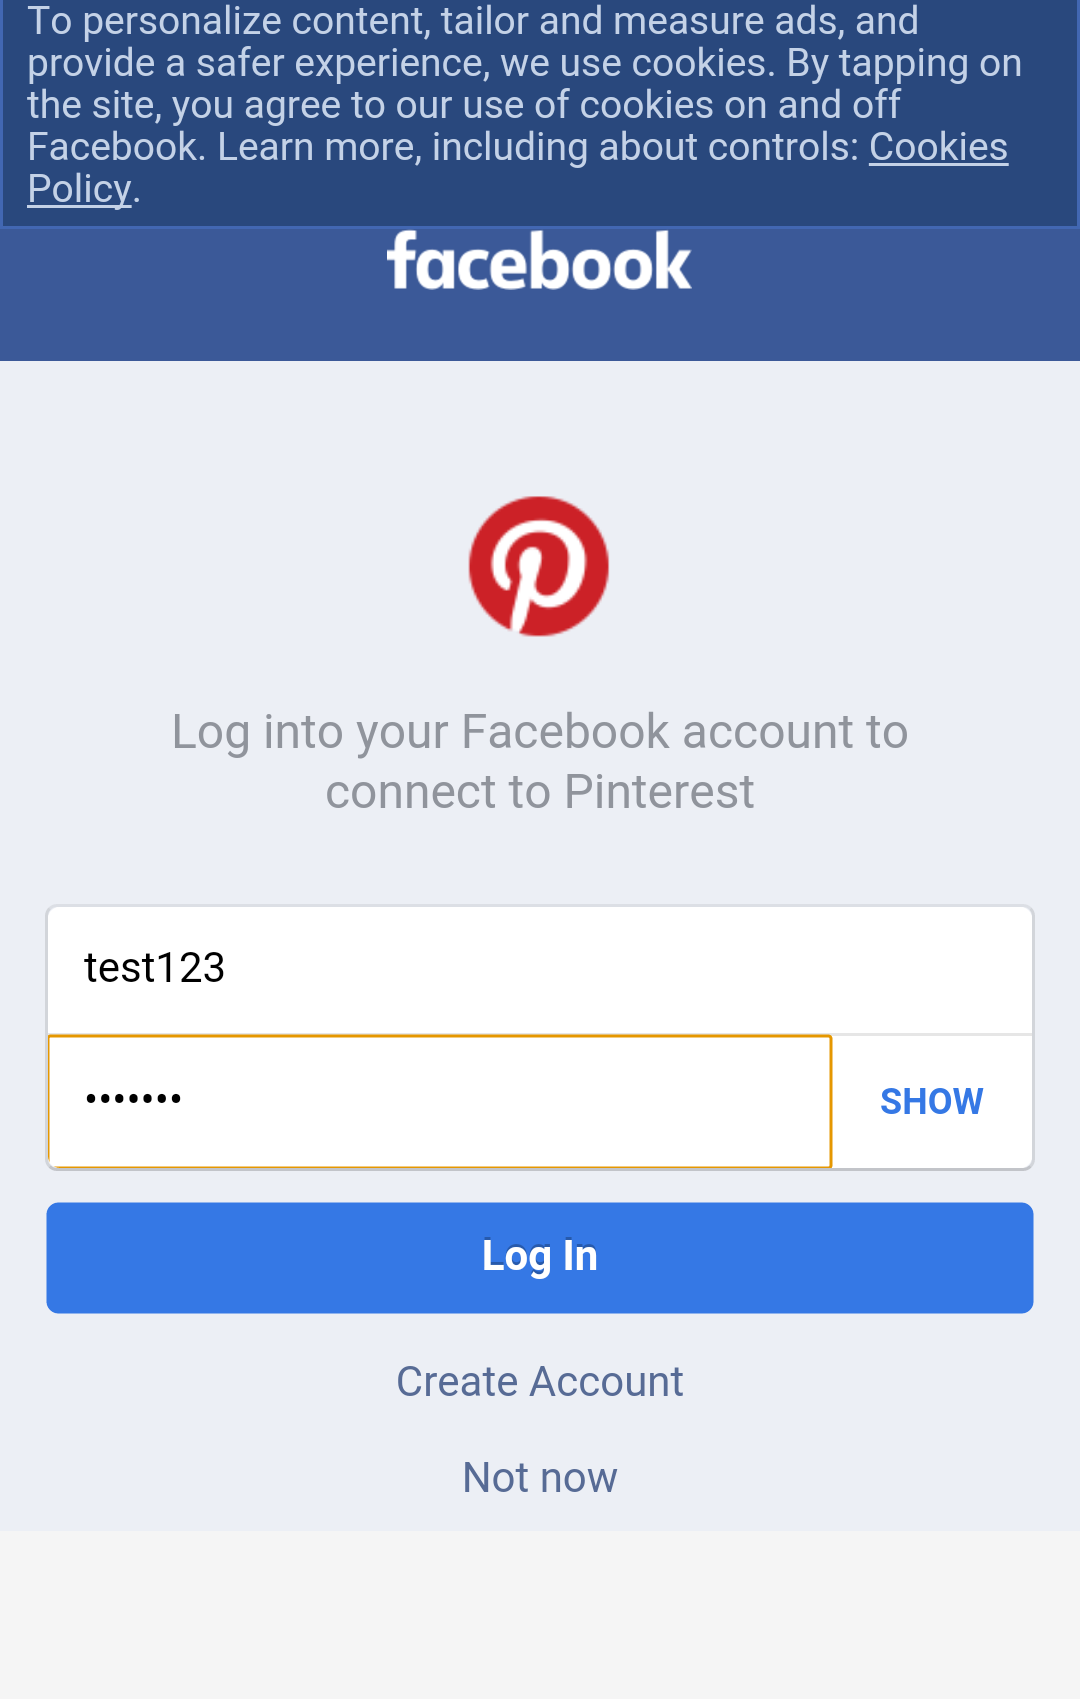 To personalize content, tailor and measure ads, and
provide a safer experience, we use cookies. By tapping on
the site, you agree to our use of cookies on and off
Facebook. Learn more, including about controls: Cookies
Policy.
facebook
Log into your Facebook account to
connect to Pinterest
test123
•••••••
SHOW
Log In
Create Account
Not now